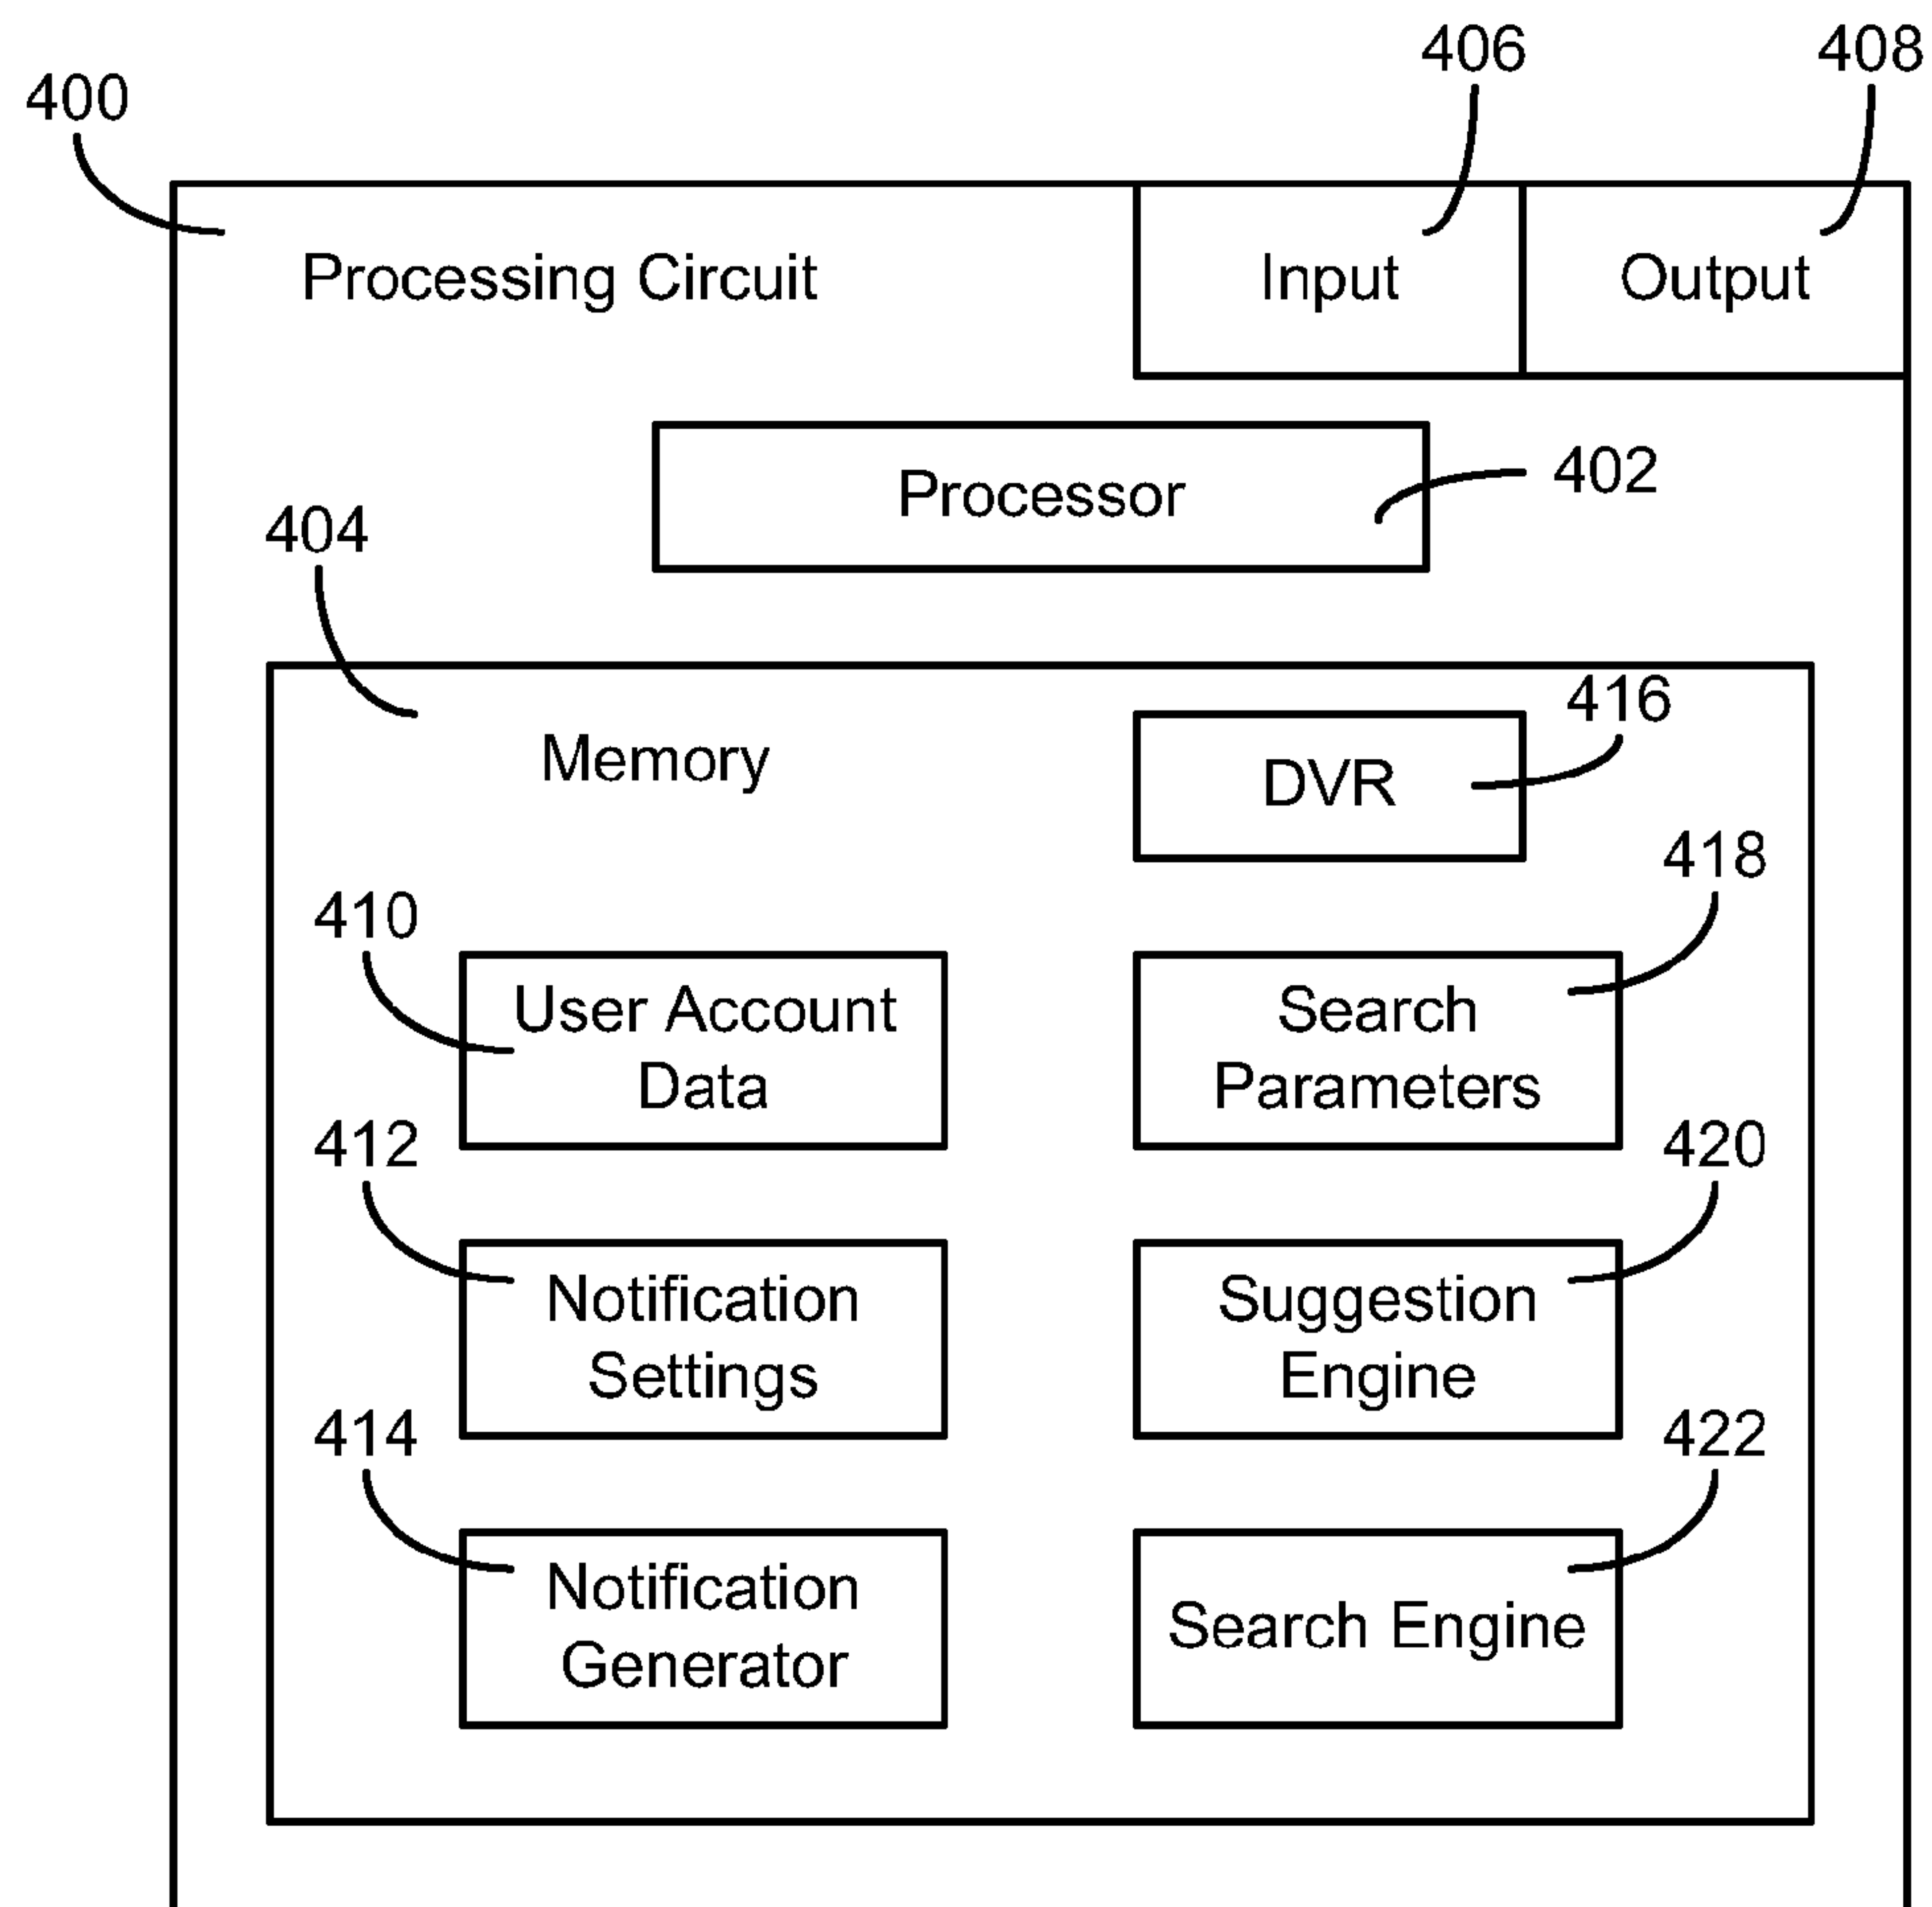 406
408
400
Processing Circuit
Input
Output
Processor
402
404
416
Memory
DVR
418
410
User Account
Data
Search
Parameters
412
420
Notification
Settings
Suggestion
Engine
414
422
Notification
Generator
Search Engine